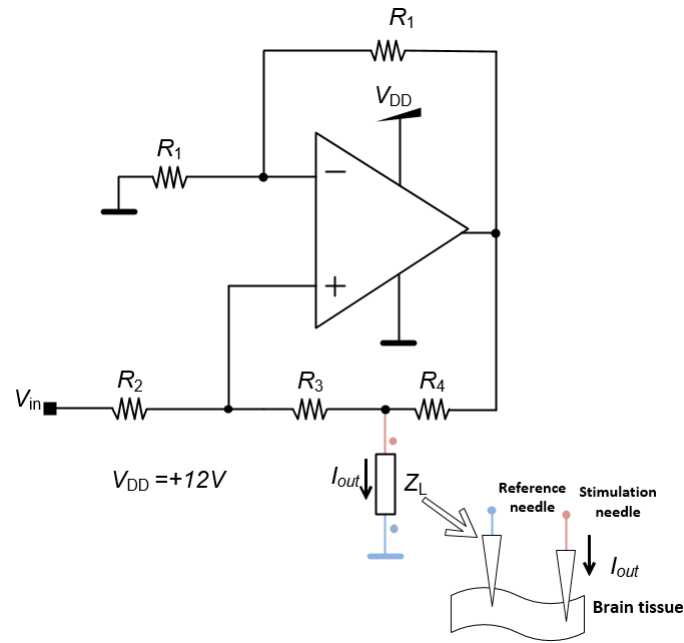 R1
VDD
R1
−
+
Vin
R2
R3
R4
VDD =+12V
Iout
ZL
Reference
needle
Stimulation
needle
Iout
Brain tissue